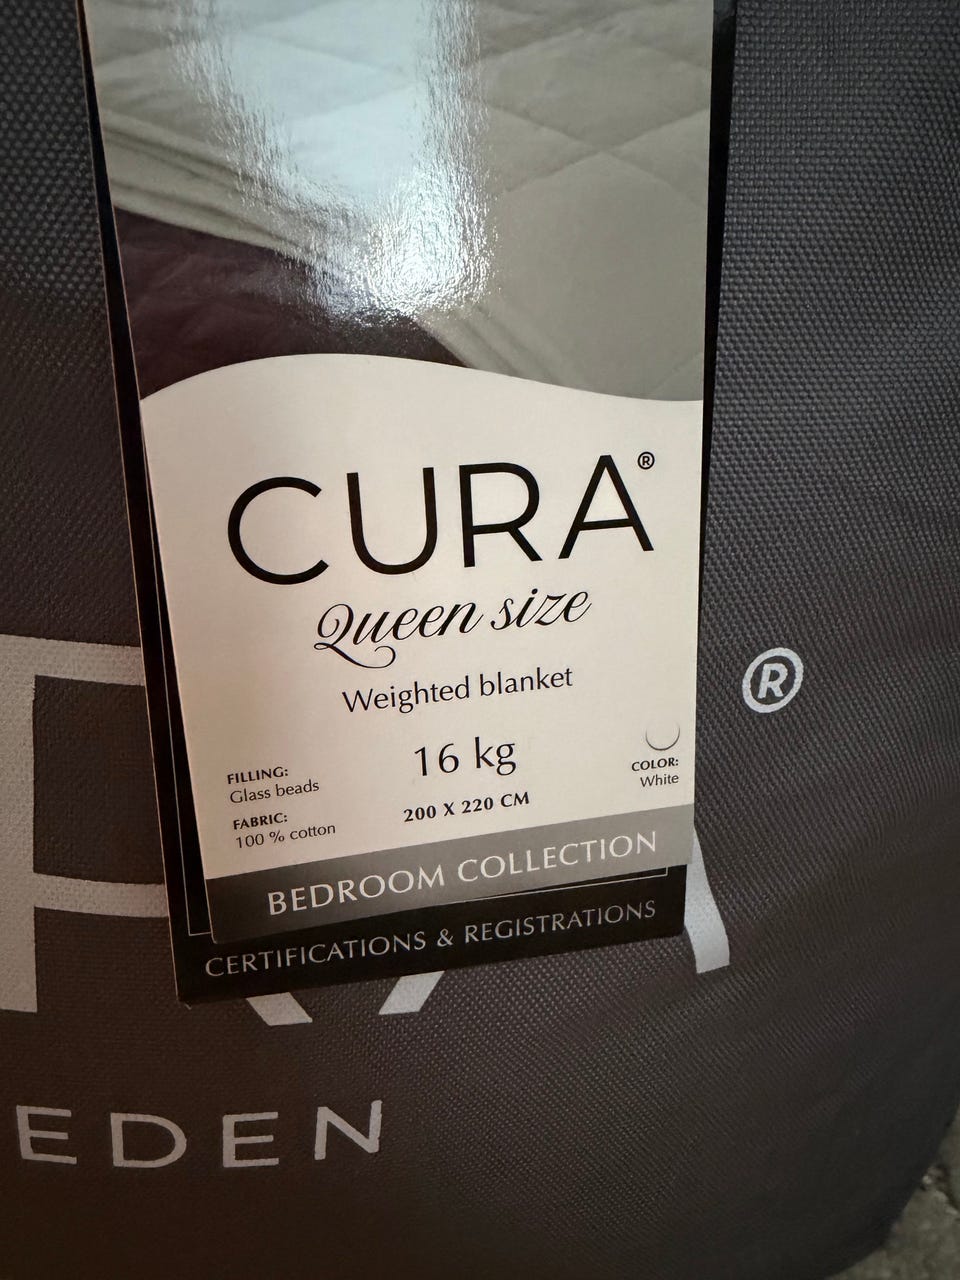 CURA®
Queen size
Weighted blanket
16 kg
200 X 220 CM
FILLING:
Glass beads
FABRIC:
100 % cotton
COLOR:
White
BEDROOM COLLECTION
CERTIFICATIONS & REGISTRATIONS
®
EDEN